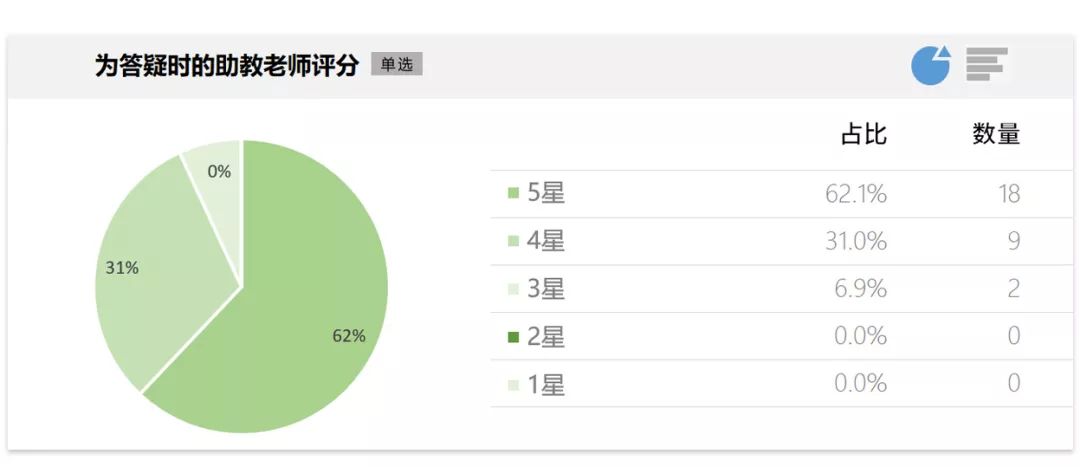 为答疑时的助教老师评分 单选
占比 数量
0%
31%
62%
5星 62.1% 18
4星 31.0% 9
3星 6.9% 2
2星 0.0% 0
1星 0.0% 0